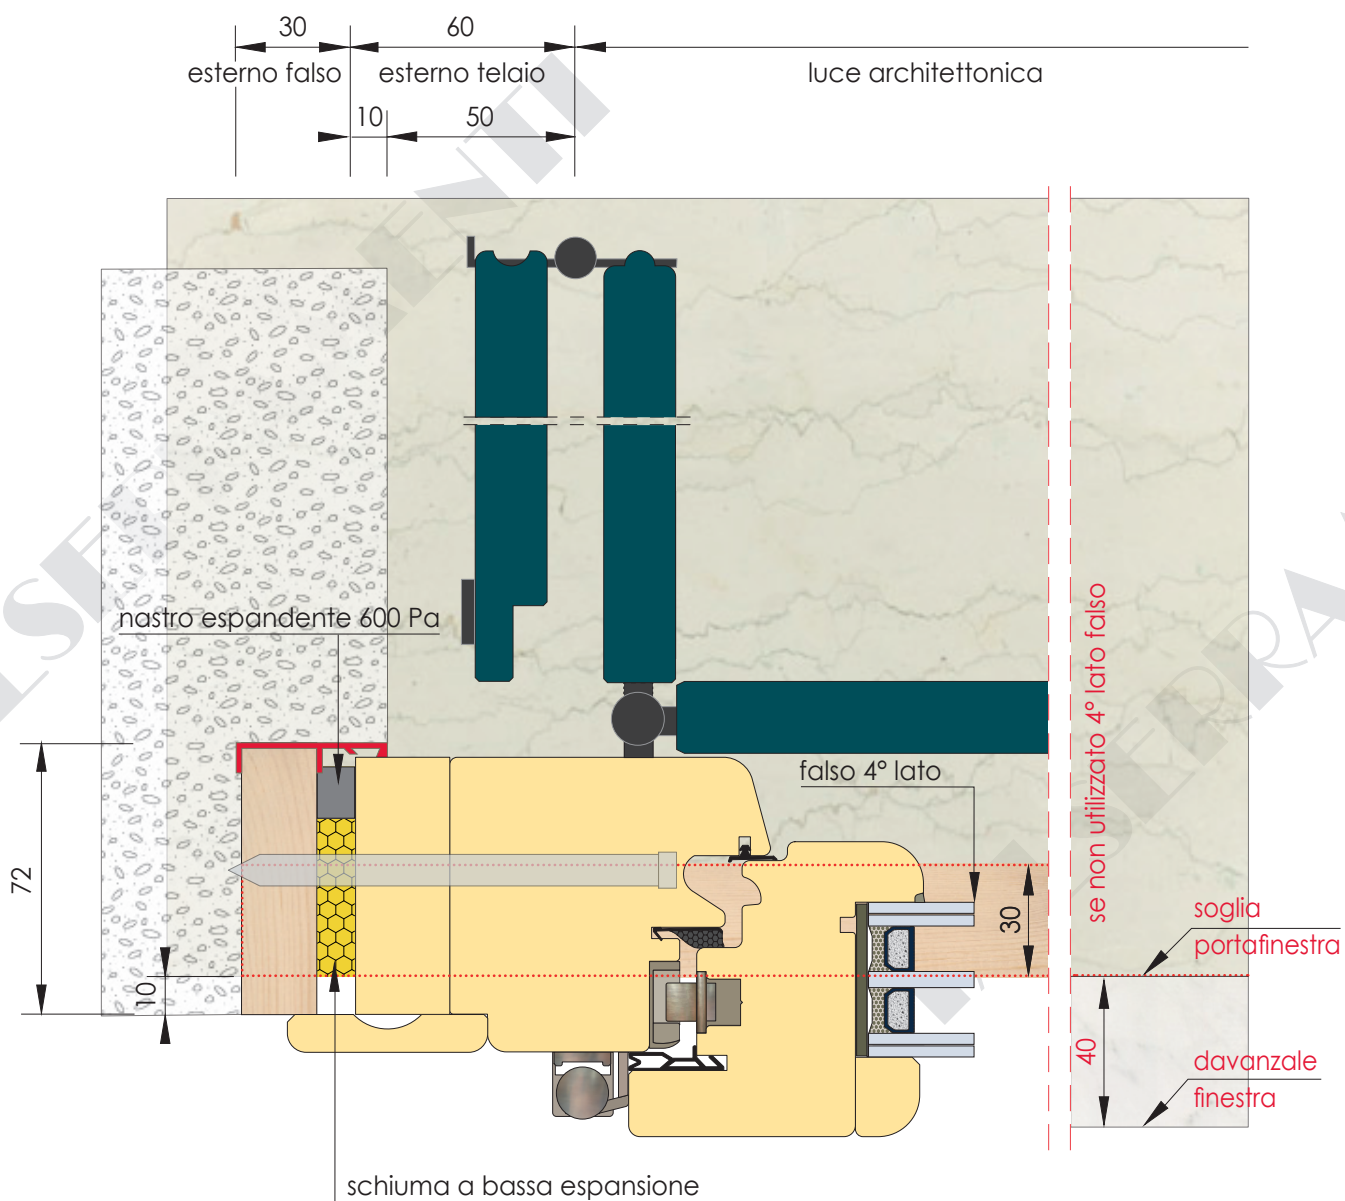 30
60
esterno falso
esterno telaio
luce architettonica
10
50
nastro espandente 600 Pa
falso 4° lato
se non utilizzato 4° lato falso
72
30
soglia
portafinestra
10
40
davanzale
finestra
schiuma a bassa espansione